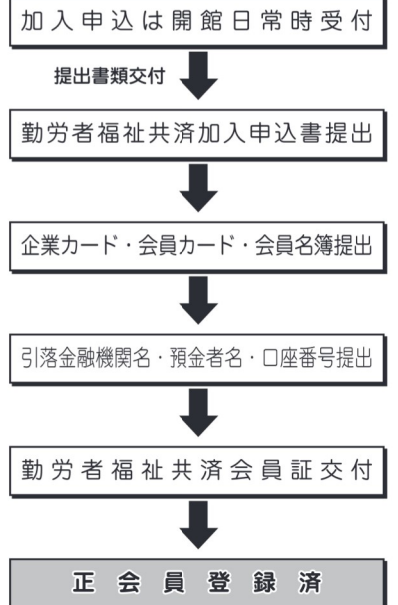 加入申込は開館日常時受付
提出書類交付
勤労者福祉共済加入申込書提出
企業カード・会員カード・会員名簿提出
引落金融機関名・預金者名・口座番号提出
勤労者福祉共済会員証交付
正会員登録済